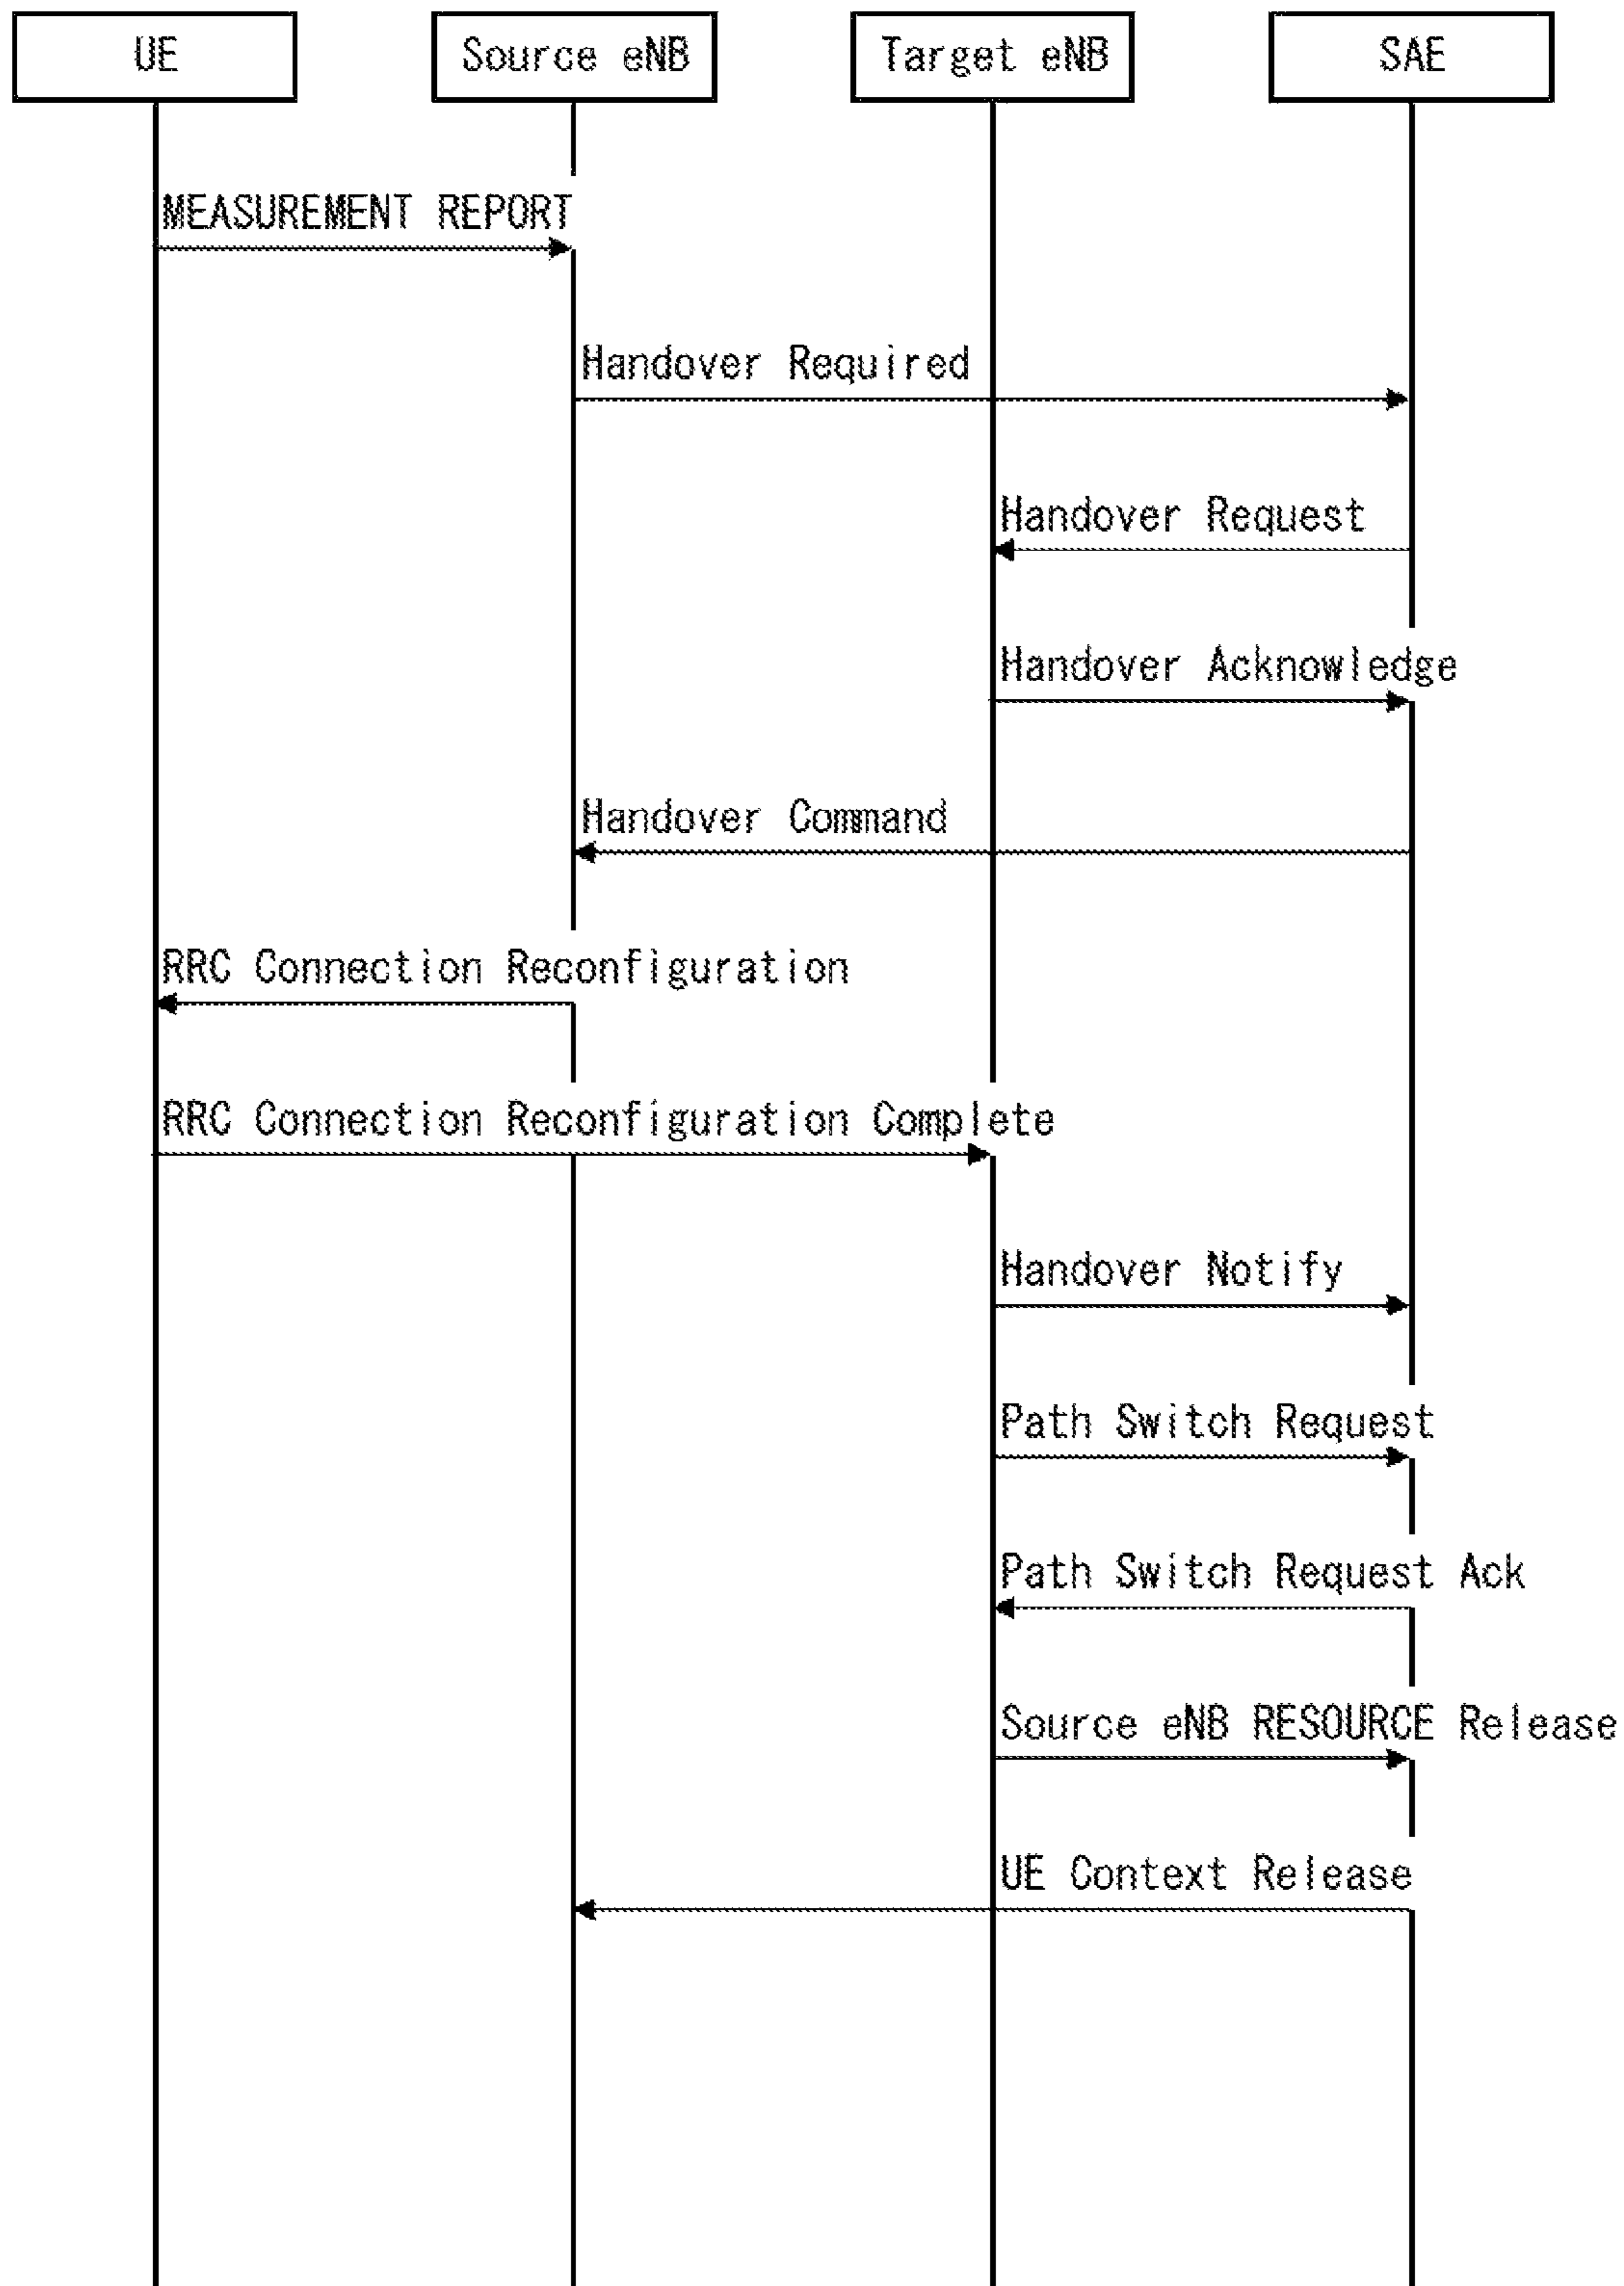 UE
Source eNB
Target eNB
SAE
MEASUREMENT REPORT
Handover Required
Handover Request
Handover Acknowledge
Handover Command
RRC Connection Reconfiguration
RRC Connection Reconfiguration Complete
Handover Notify
Path Switch Request
Path Switch Request Ack
Source eNB RESOURCE Release
UE Context Release